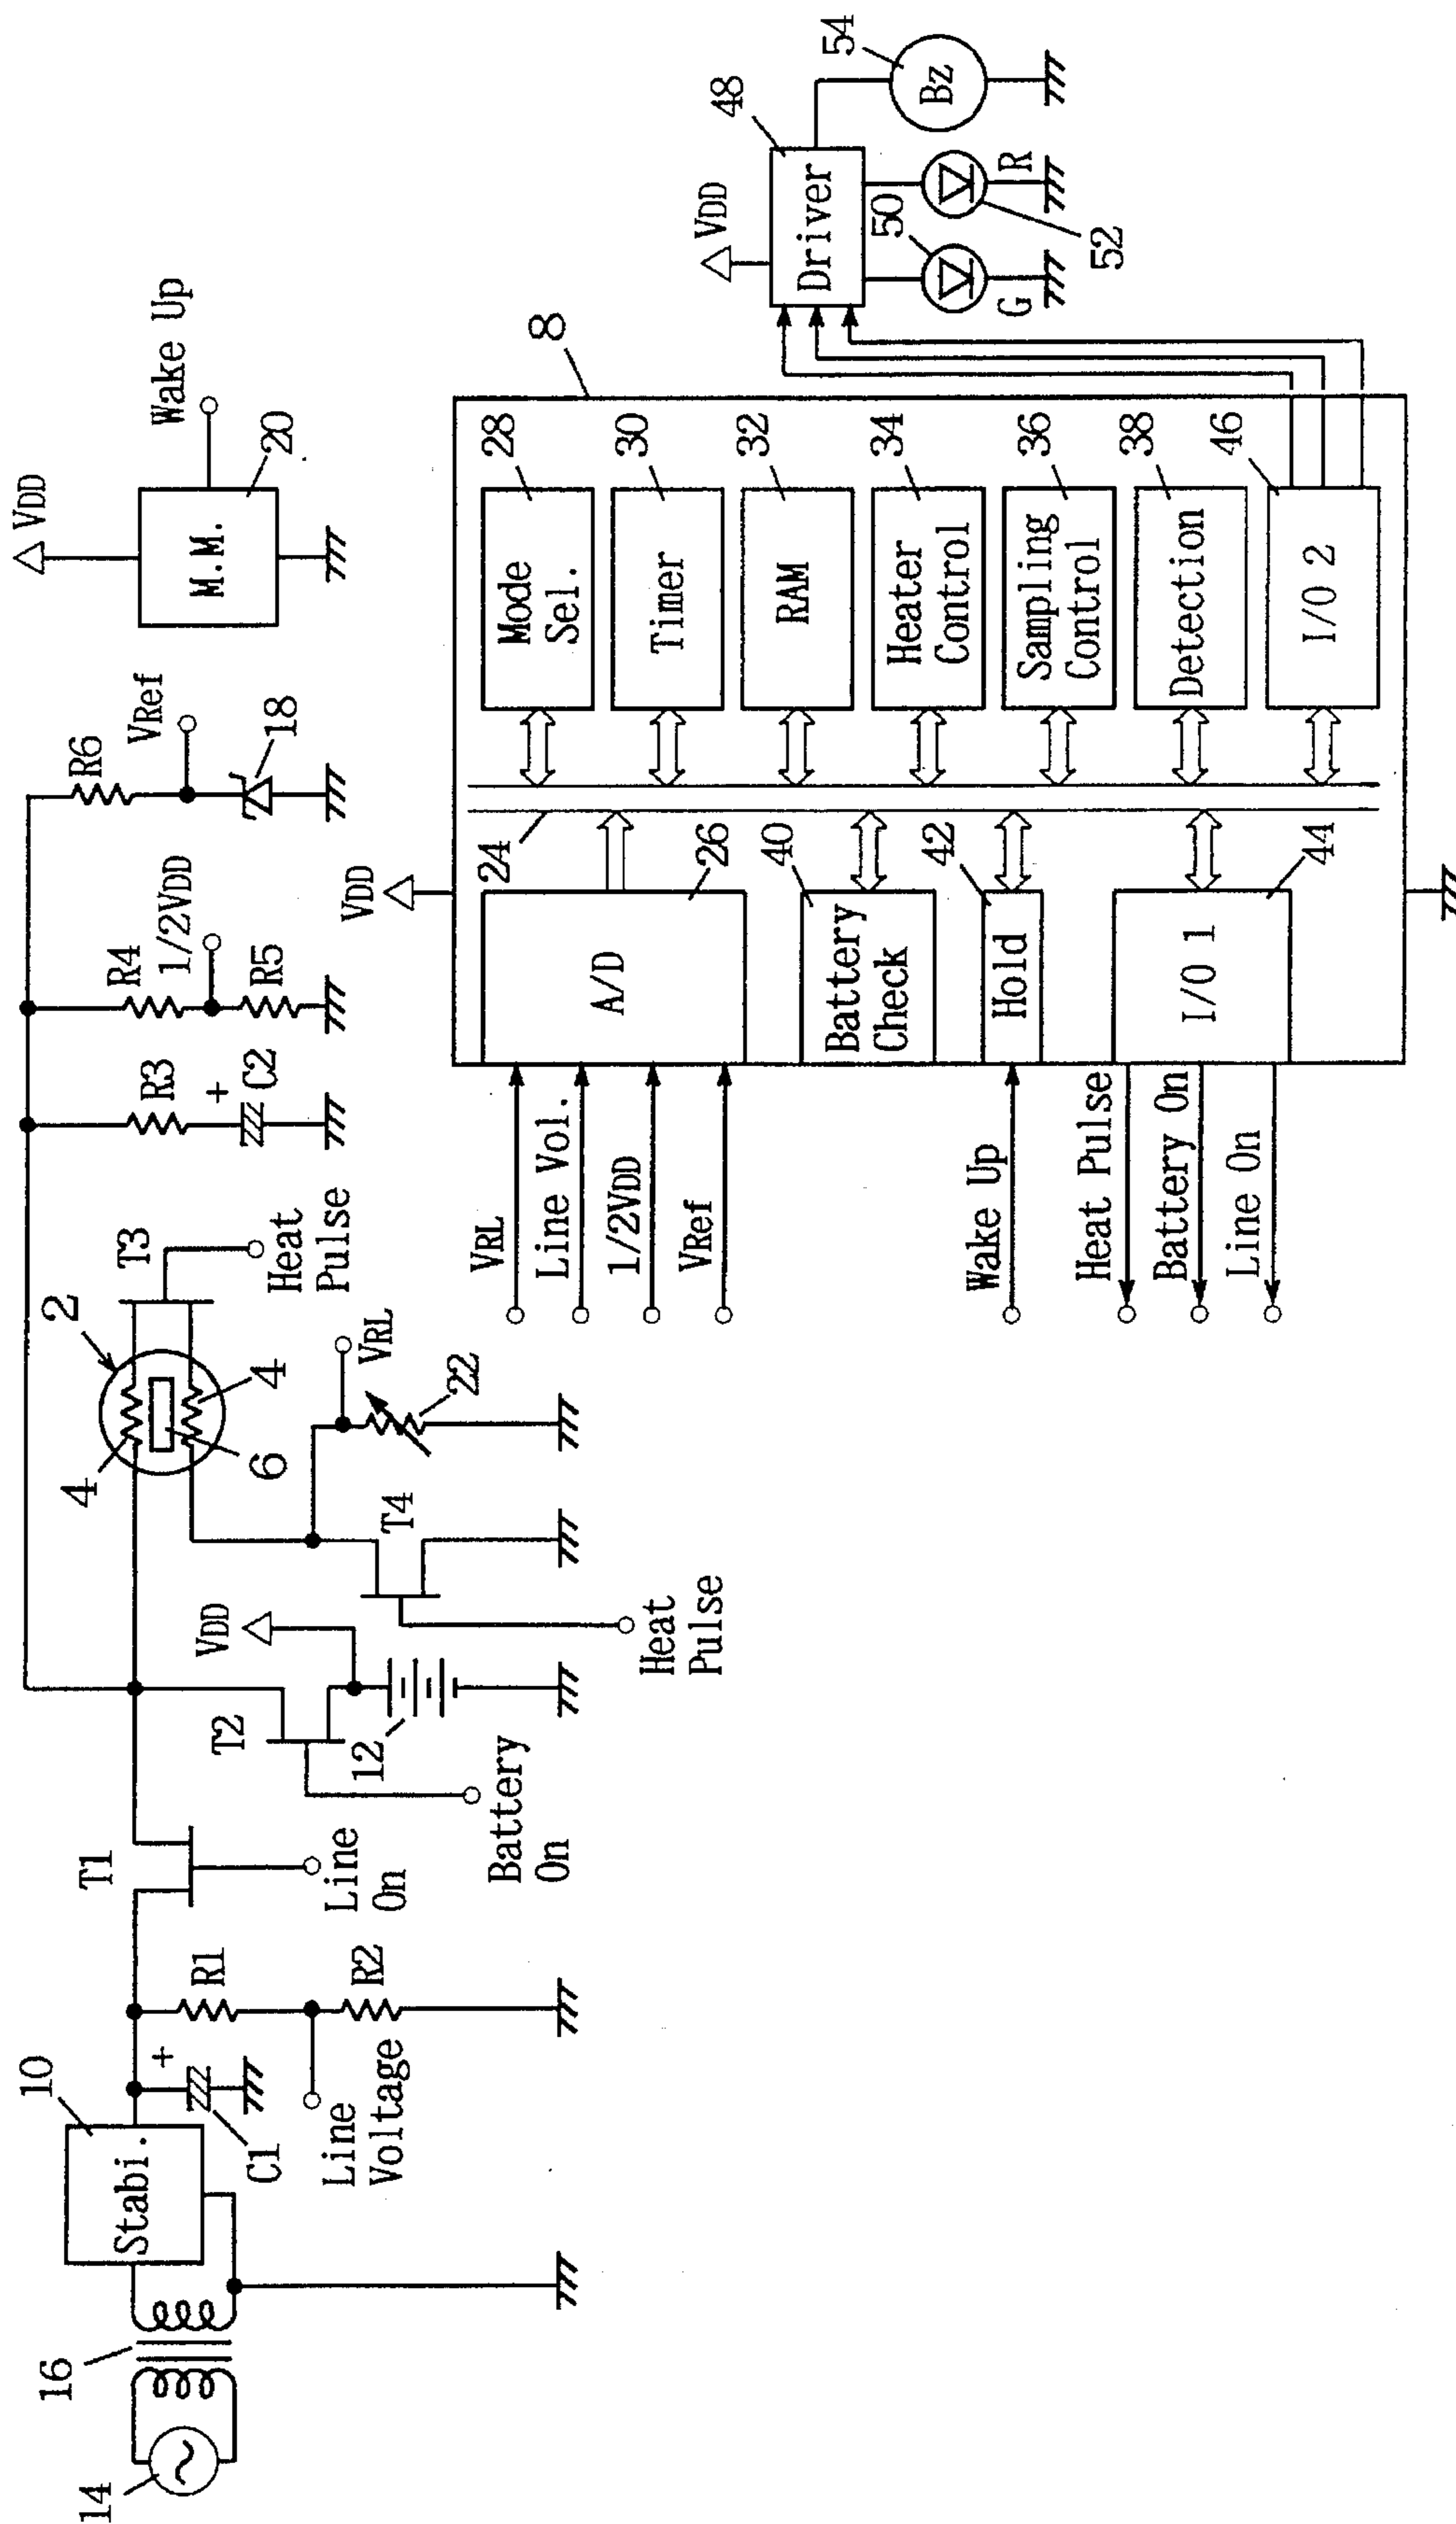 14
16
10
Stabi.
+
C1
Line
Voltage
R1
R2
T1
Line
On
T2
Battery
On
12
VDD
Heat
Pulse
T4
4
6
4
2
T3
Heat
Pulse
VRL
22
R3
+
C2
R4
1/2VDD
R5
R6
VRef
18
VDD
M.M.
20
Wake Up
VRL
Line Vol.
1/2VDD
VRef
Wake Up
Heat Pulse
Battery On
Line On
VDD
8
A/D
26
24
Battery
Check
40
Hold
42
I/O 1
44
Mode
Sel.
28
Timer
30
RAM
32
Heater
Control
34
Sampling
Control
36
Detection
38
I/O 2
46
VDD
Driver
48
50
G
52
R
Bz
54